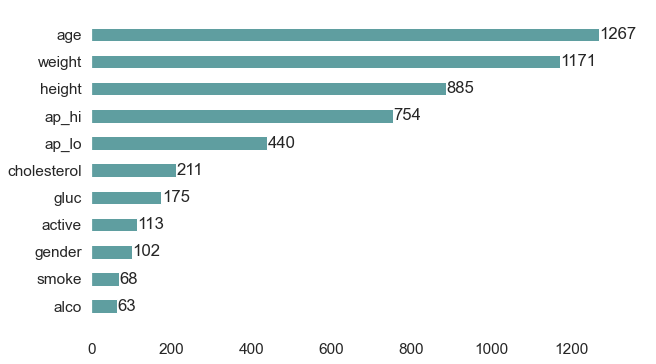 age 1267
weight 1171
height 885
ap_hi 754
ap_lo 440
cholesterol 211
gluc 175
active 113
gender 102
smoke 68
alco 63
0 200 400 600 800 1000 1200